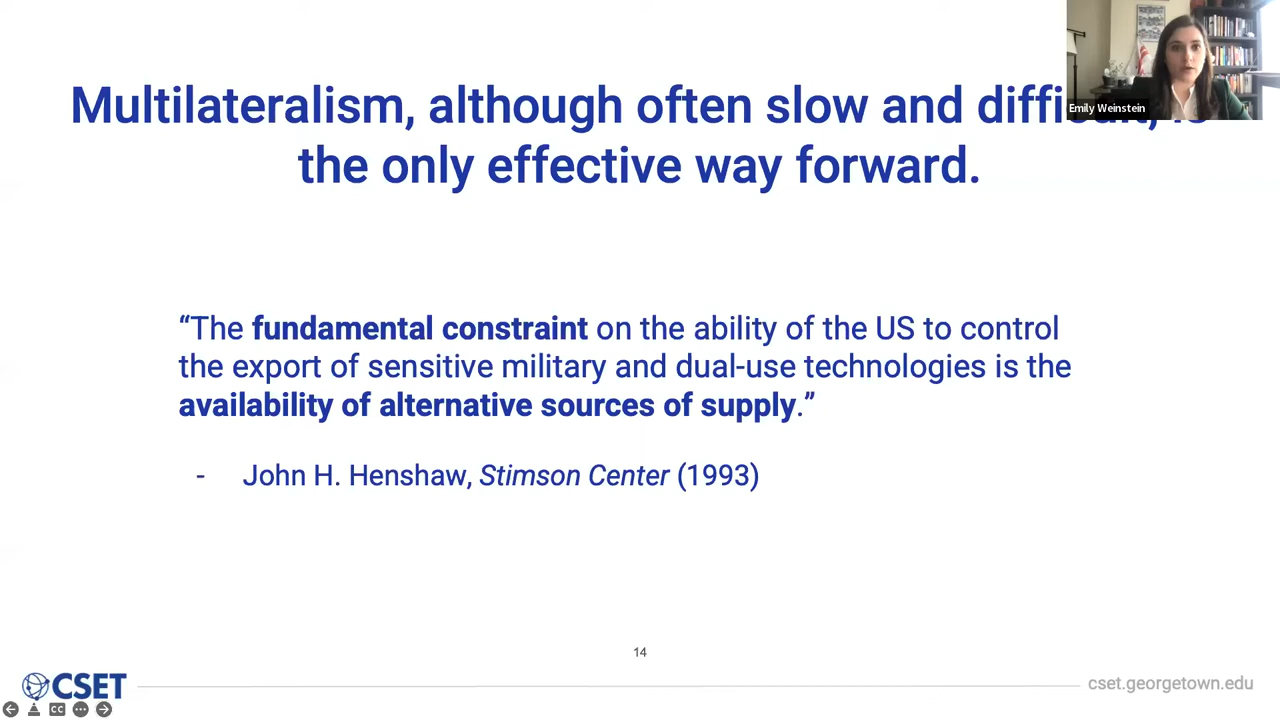 Multilateralism, although often slow and
the only effective way forward.
Emily Weinstein
“The fundamental constraint on the ability of the US to control
the export of sensitive military and dual-use technologies is the
availability of alternative sources of supply.”
- John H. Henshaw, Stimson Center (1993)
14
CSET
cset.georgetown.edu
CC